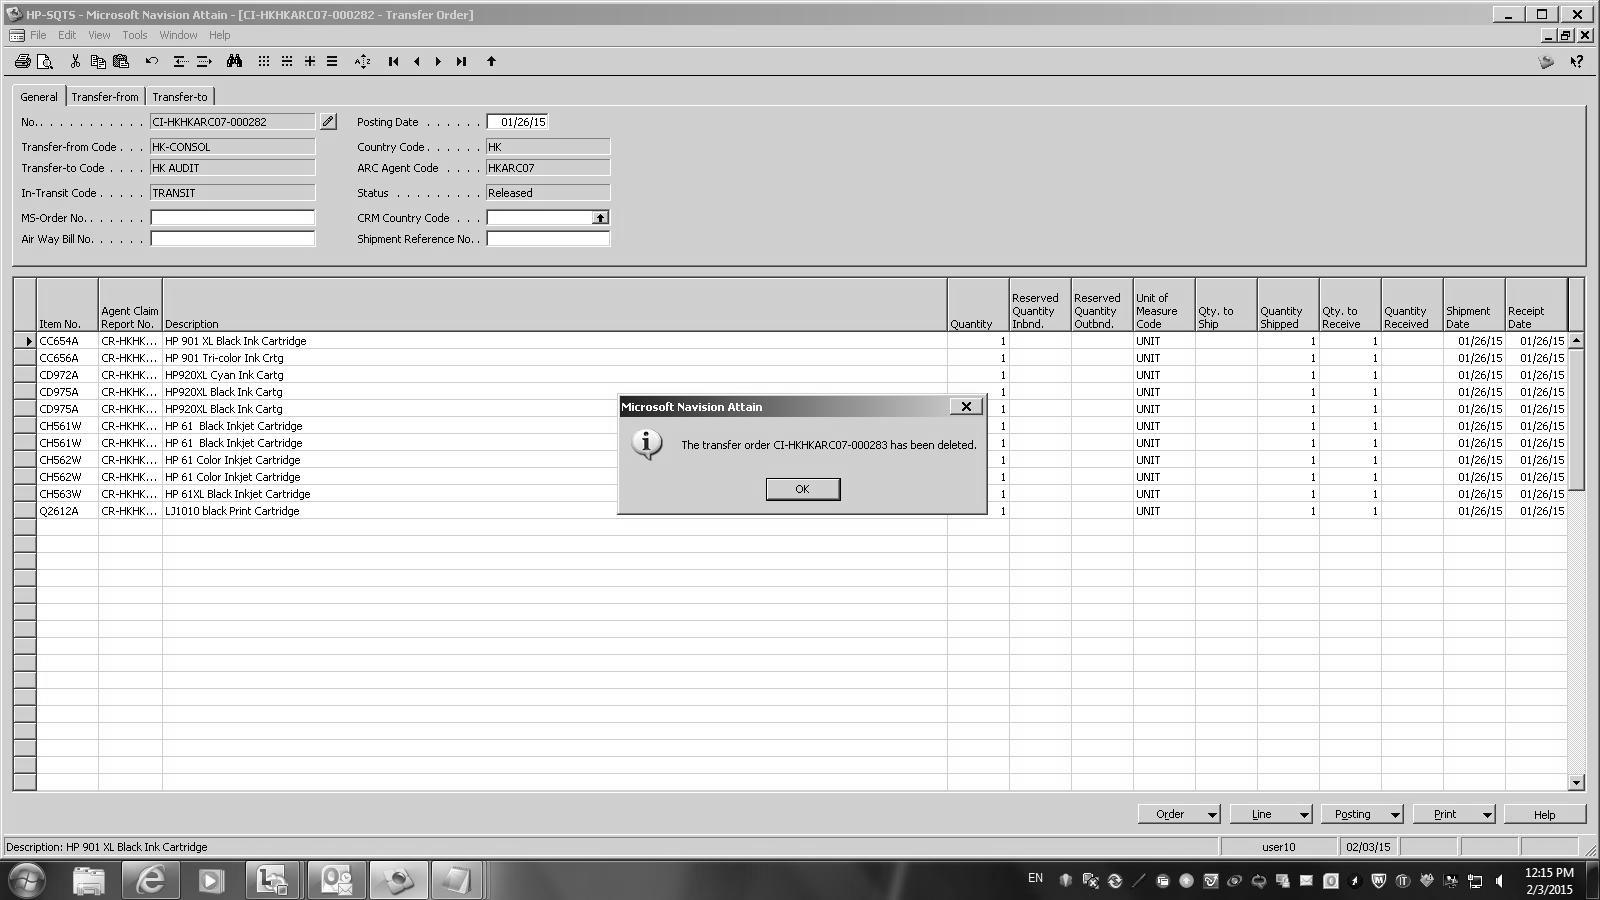 HP-SQTS - Microsoft Navision Attain - [CI-HKHKARC07-000282 - Transfer Order]
File Edit View Tools Window Help
General Transfer-from Transfer-to
No. . . . . . . . . . . . CI-HKHKARC07-000282 Posting Date . . . . . . 01/26/15
Transfer-from Code . . . HK-CONSOL Country Code . . . . . . HK
Transfer-to Code . . . . HK AUDIT ARC Agent Code HKARC07
In-Transit Code . . . . . TRANSIT Status . . . . . . . . . Released
MS-Order No. . . . . . . CRM Country Code . . .
Air Way Bill No. . . . . . Shipment Reference No. .
Item No. Agent Claim Report No. Description Quantity Reserved Quantity Inbnd. Reserved Quantity Outbnd. Unit of Measure Code Qty. to Ship Quantity Shipped Qty. to Receive Quantity Received Shipment Date Receipt Date
CC654A CR-HKHK... HP 901 XL Black Ink Cartridge 1 UNIT 1 1 01/26/15 01/26/15
CC656A CR-HKHK... HP 901 Tri-color Ink Crtg 1 UNIT 1 1 01/26/15 01/26/15
CD972A CR-HKHK... HP920XL Cyan Ink Cartg 1 UNIT 1 1 01/26/15 01/26/15
CD975A CR-HKHK... HP920XL Black Ink Cartg UNIT 1 1 01/26/15 01/26/15
CD975A CR-HKHK... HP920XL Black Ink Cartg 1 UNIT 1 1 01/26/15 01/26/15
CH561W CR-HKHK... HP 61 Black Inkjet Cartridge 1 UNIT 1 1 01/26/15 01/26/15
CH561W CR-HKHK... HP 61 Black Inkjet Cartridge 1 UNIT 1 1 01/26/15 01/26/15
CH562W CR-HKHK... HP 61 Color Inkjet Cartridge 1 UNIT 1 1 01/26/15 01/26/15
CH562W CR-HKHK... HP 61 Color Inkjet Cartridge 1 UNIT 1 1 01/26/15 01/26/15
CH563W CR-HKHK... HP 61XL Black Inkjet Cartridge 1 UNIT 1 1 01/26/15 01/26/15
Q2612A CR-HKHK... LJ1010 black Print Cartridge 1 UNIT 1 1 01/26/15 01/26/15
Microsoft Navision Attain
The transfer order CI-HKHKARC07-000283 has been deleted.
OK
Order Line Posting Print Help
Description: HP 901 XL Black Ink Cartridge user10 02/03/15
EN 12:15 PM
2/3/2015